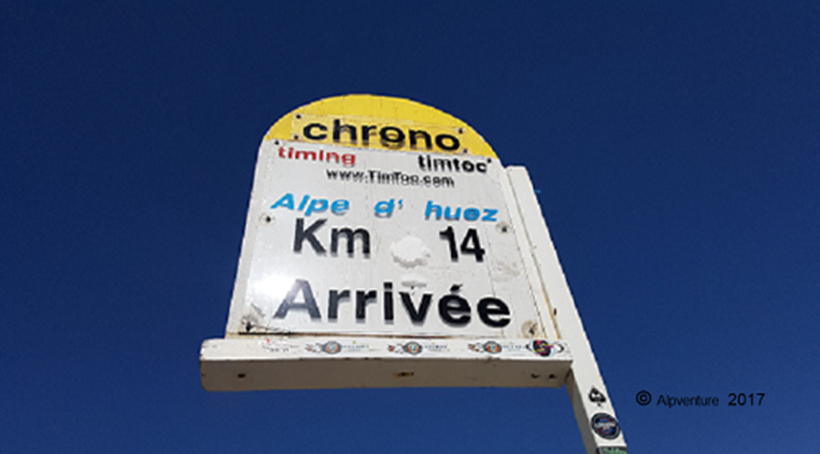 chrono
timing timtoc
www.TimToc.com
Alpe d' huez
Km 14
Arrivée
© Alpventure 2017